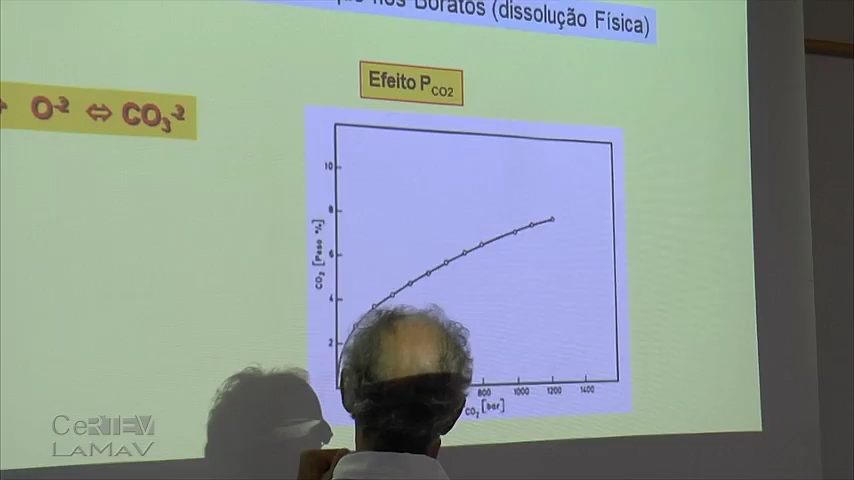 nos Boratos (dissolução Física)
Efeito PCO2
O-2 ⇔ CO3-2
10
8
6
4
2
CO2 [Peso %]
800 1000 1200 1400
CO2 [bar]
CeRTEV
LAMAV